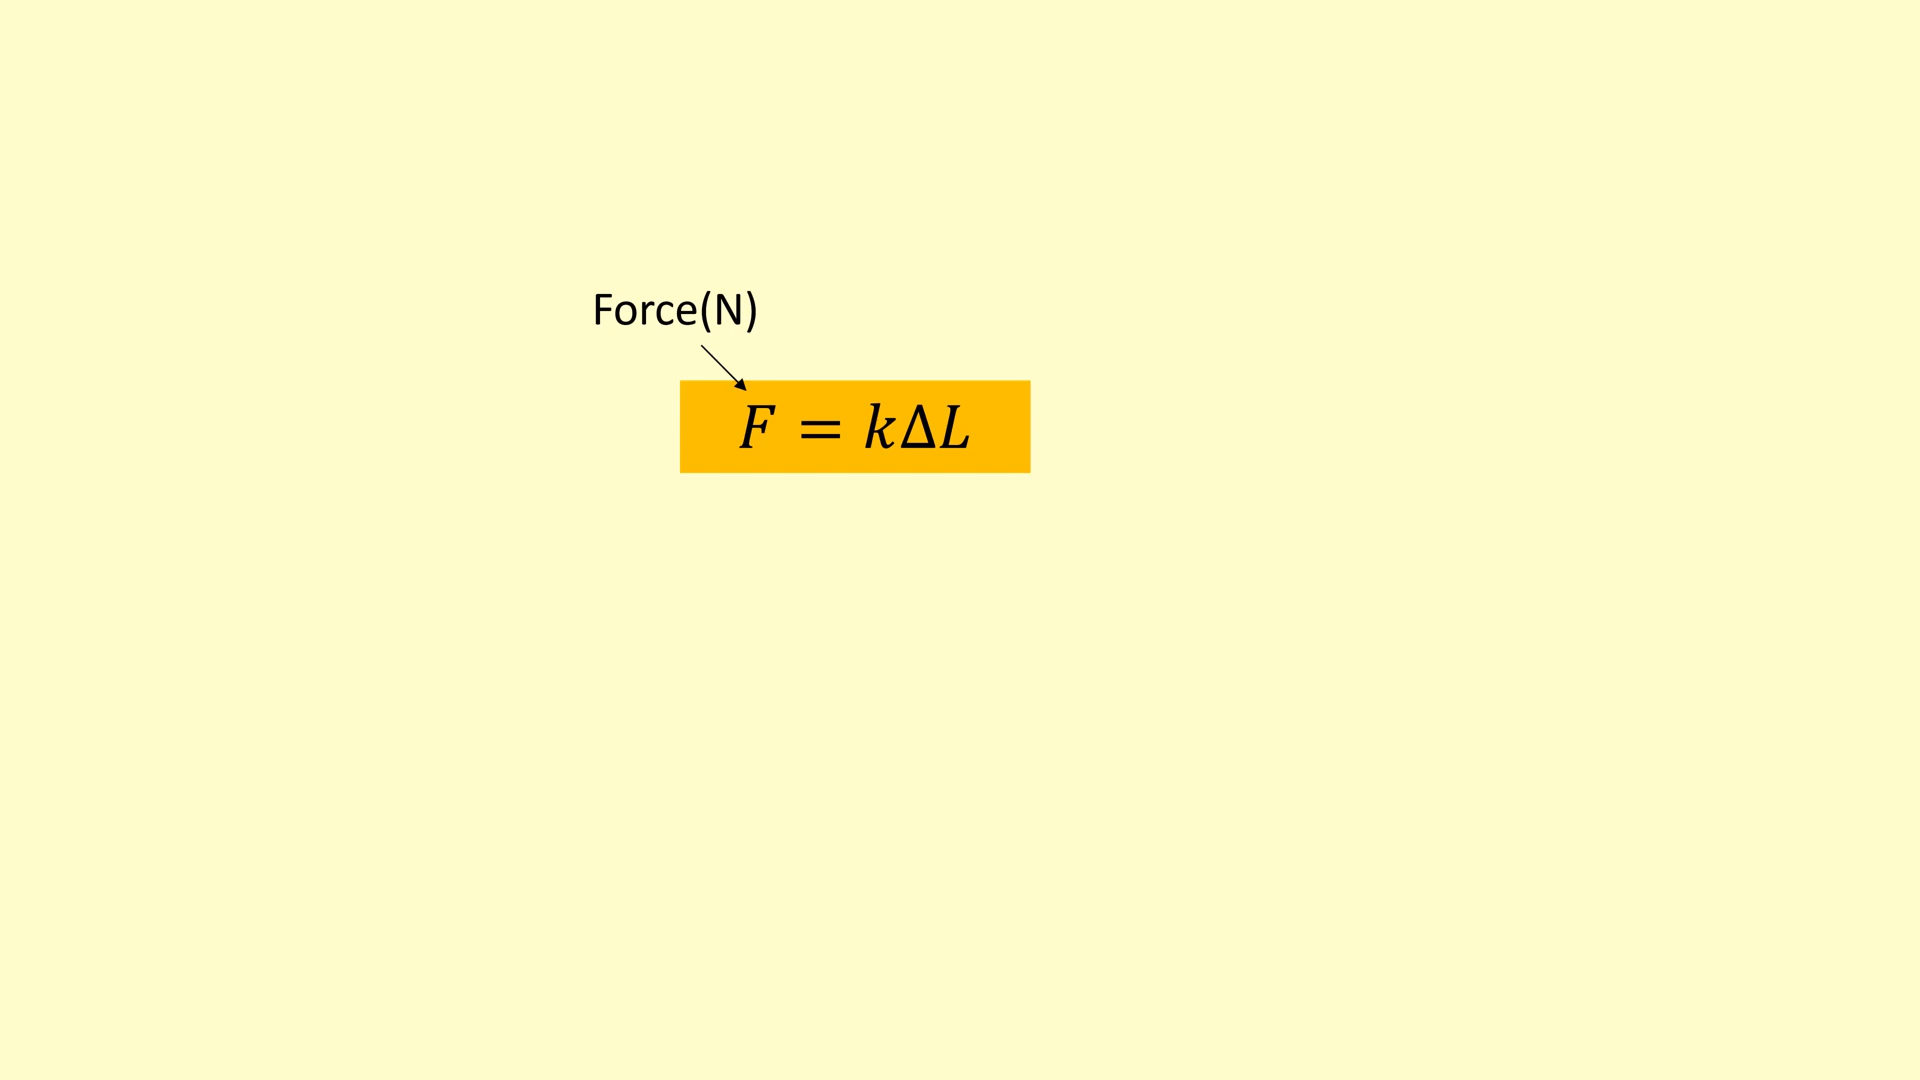 Force(N)
F = kΔL